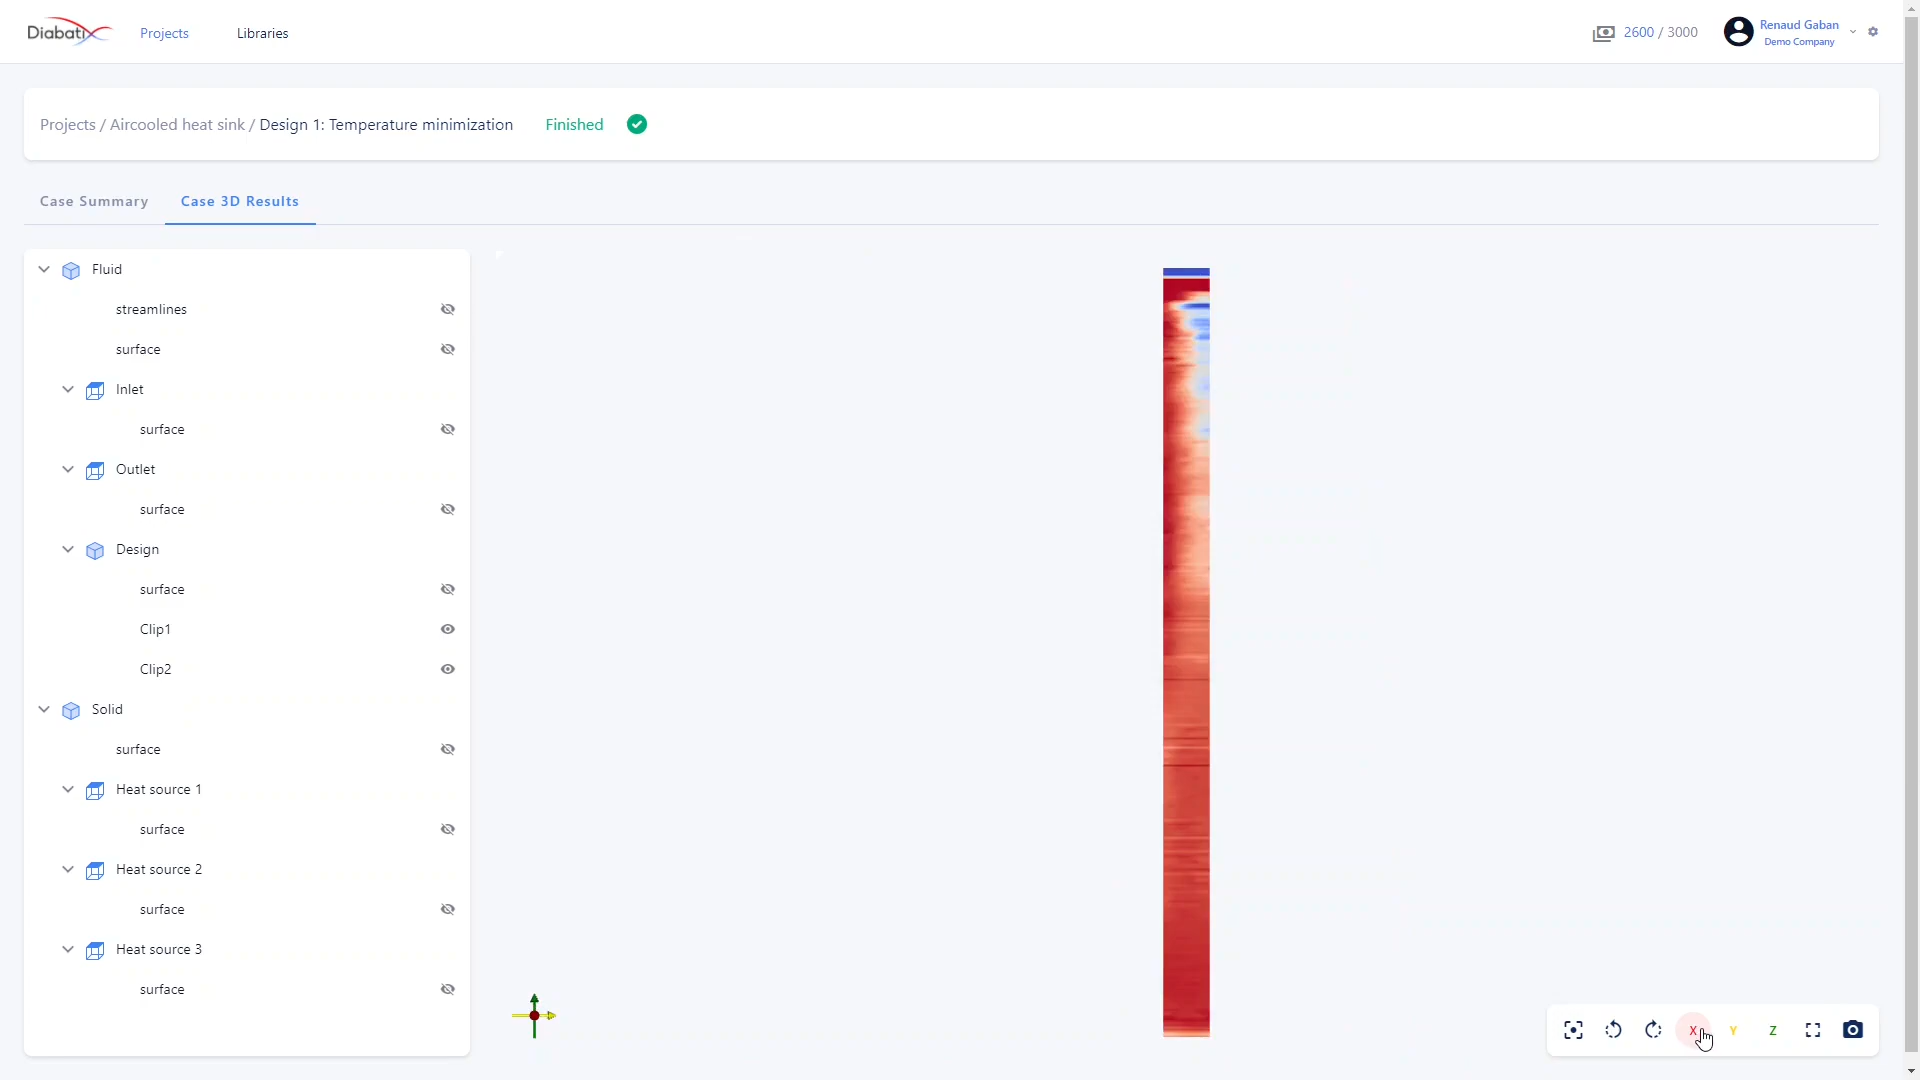 Diabatix
Projects
Libraries
2600 / 3000
Renaud Gaban
Demo Company
Projects / Aircooled heat sink / Design 1: Temperature minimization
Finished
Case Summary
Case 3D Results
Fluid
streamlines
surface
Inlet
surface
Outlet
surface
Design
surface
Clip1
Clip2
Solid
surface
Heat source 1
surface
Heat source 2
surface
Heat source 3
surface
X
Y
Z